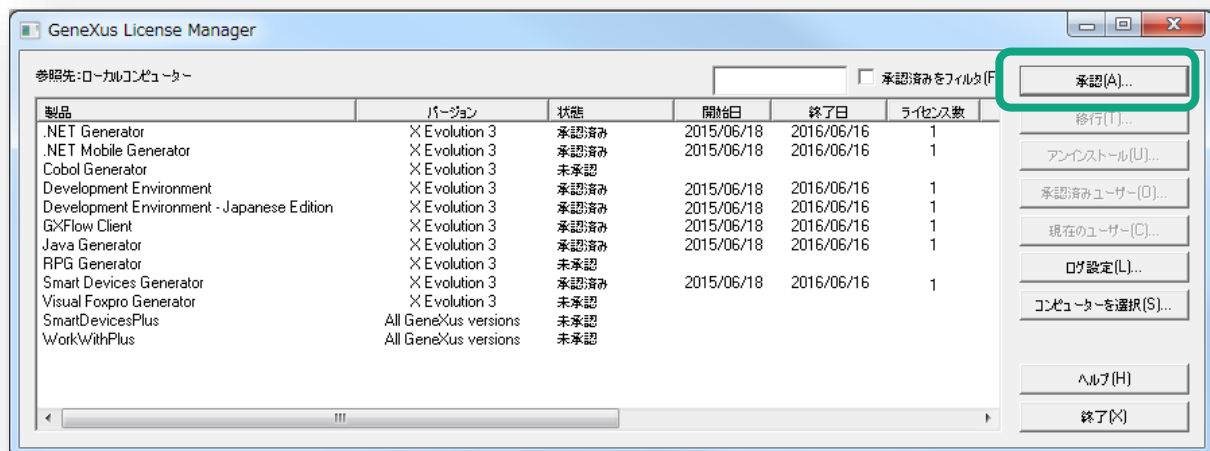 GeneXus License Manager
参照先:ローカルコンピューター
承認済みをフィルタ(F
承認(A)...
製品 バージョン 状態 開始日 終了日 ライセンス数
移行(T)...
.NET Generator X Evolution 3 承認済み 2015/06/18 2016/06/16 1
.NET Mobile Generator X Evolution 3 承認済み 2015/06/18 2016/06/16 1
アンインストール(U)...
Cobol Generator X Evolution 3 未承認
Development Environment X Evolution 3 承認済み 2015/06/18 2016/06/16 1
承認済みユーザー(O)...
Development Environment - Japanese Edition X Evolution 3 承認済み 2015/06/18 2016/06/16 1
GXFlow Client X Evolution 3 承認済み 2015/06/18 2016/06/16 1
現在のユーザー(C)...
Java Generator X Evolution 3 承認済み 2015/06/18 2016/06/16 1
RPG Generator X Evolution 3 未承認
ログ設定(L)...
Smart Devices Generator X Evolution 3 承認済み 2015/06/18 2016/06/16 1
Visual Foxpro Generator X Evolution 3 未承認
コンピューターを選択(S)...
SmartDevicesPlus All GeneXus versions 未承認
WorkWithPlus All GeneXus versions 未承認
ヘルプ(H)
終了(X)